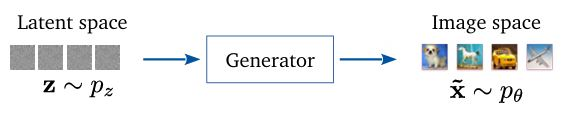 Latent space
Image space
Generator
z ∼ p_z
x̃ ∼ p_θ